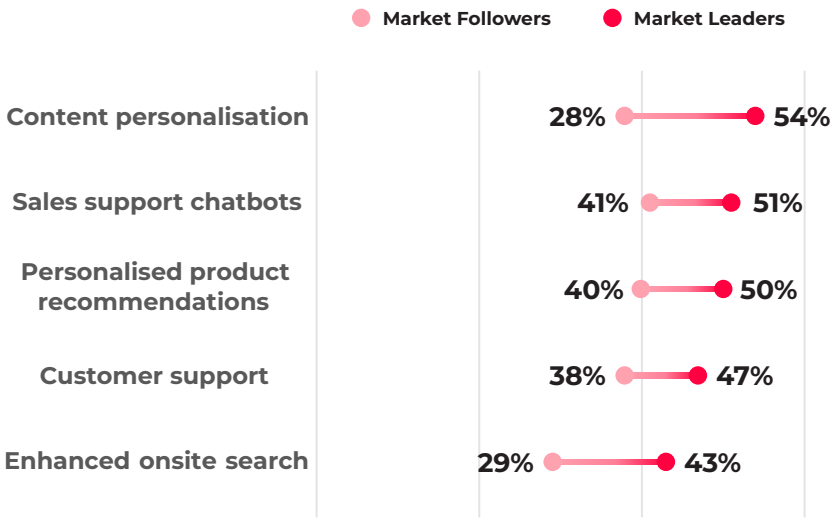 Market Followers Market Leaders
Content personalisation 28% 54%
Sales support chatbots 41% 51%
Personalised product
recommendations 40% 50%
Customer support 38% 47%
Enhanced onsite search 29% 43%